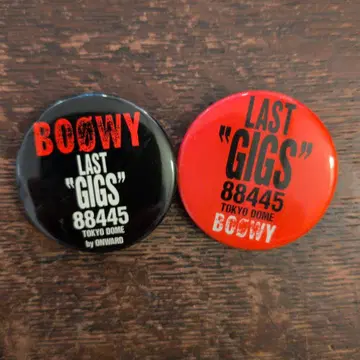 BOØWY
LAST
"GIGS"
88445
TOKYO DOME
by ONWARD
LAST
"GIGS"
88445
TOKYO DOME
BOØWY